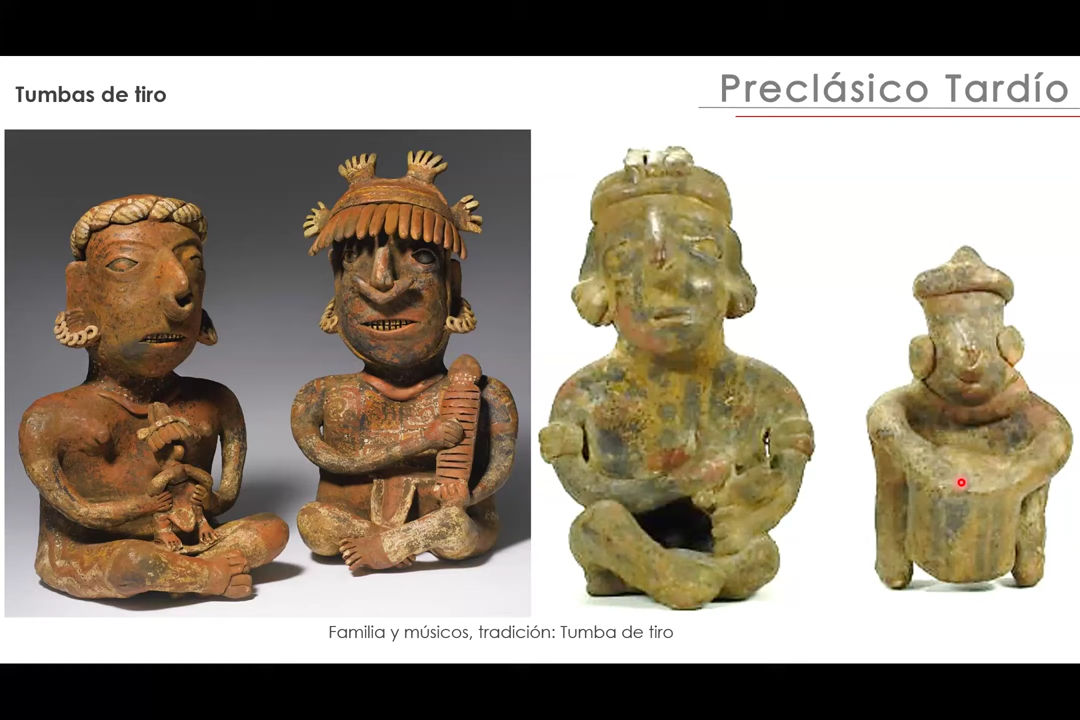 Tumbas de tiro
Preclásico Tardío
Familia y músicos, tradición: Tumba de tiro